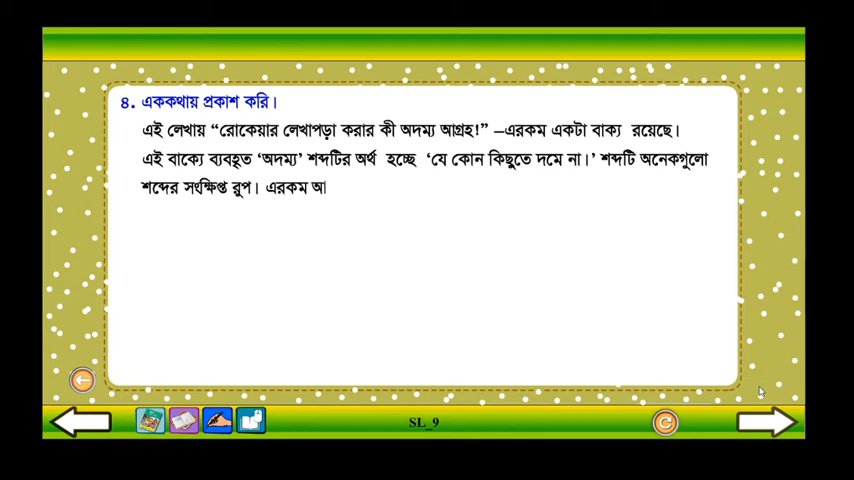 ৪. এককথায় প্রকাশ করি।
এই লেখায় “রোকেয়ার লেখাপড়া করার কী অদম্য আগ্রহ!” –এরকম একটা বাক্য রয়েছে।
এই বাক্যে ব্যবহৃত ‘অদম্য’ শব্দটির অর্থ হচ্ছে ‘যে কোন কিছুতে দমে না।’ শব্দটি অনেকগুলো
শব্দের সংক্ষিপ্ত রূপ। এরকম আ
SL_9